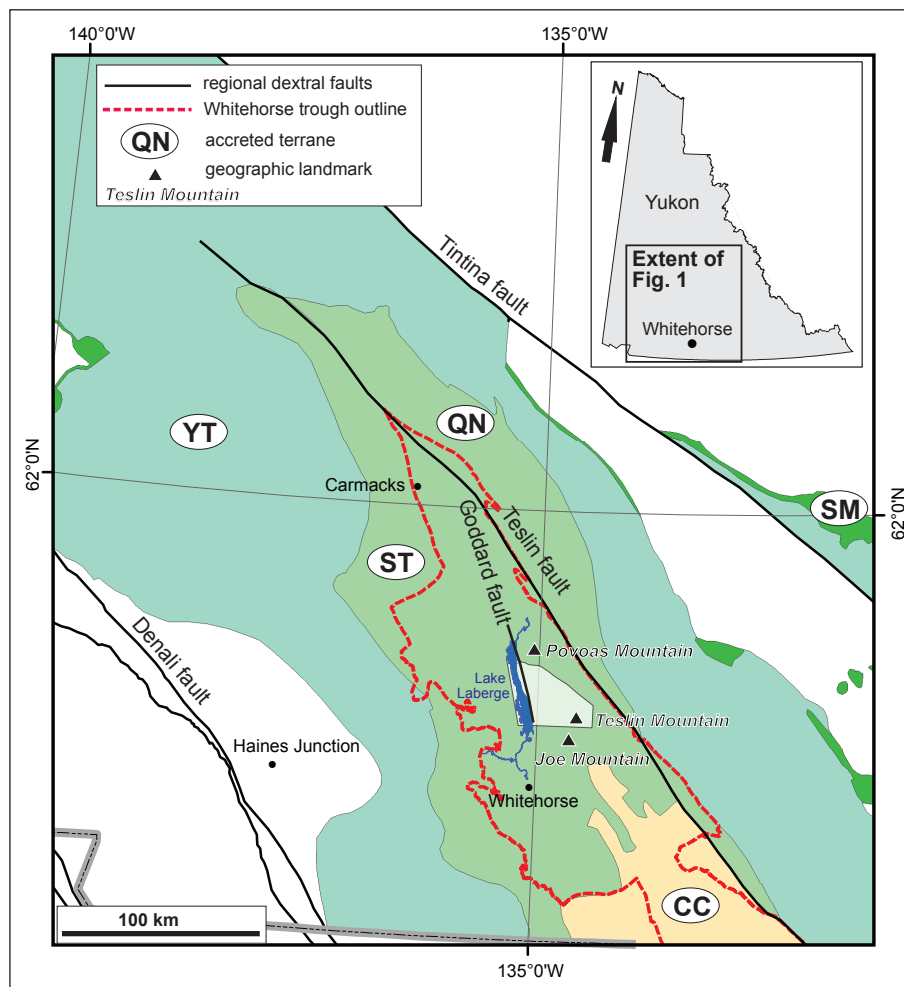 140°0'W
135°0'W
regional dextral faults
Whitehorse trough outline
QN
accreted terrane
geographic landmark
Teslin Mountain
N
Yukon
Extent of
Fig. 1
Whitehorse
Tintina fault
QN
YT
62°0'N
Carmacks
SM
62°0'N
Goddard fault
Teslin fault
ST
Denali fault
Povoas Mountain
Lake
Laberge
Teslin Mountain
Haines Junction
Joe Mountain
Whitehorse
CC
100 km
135°0'W